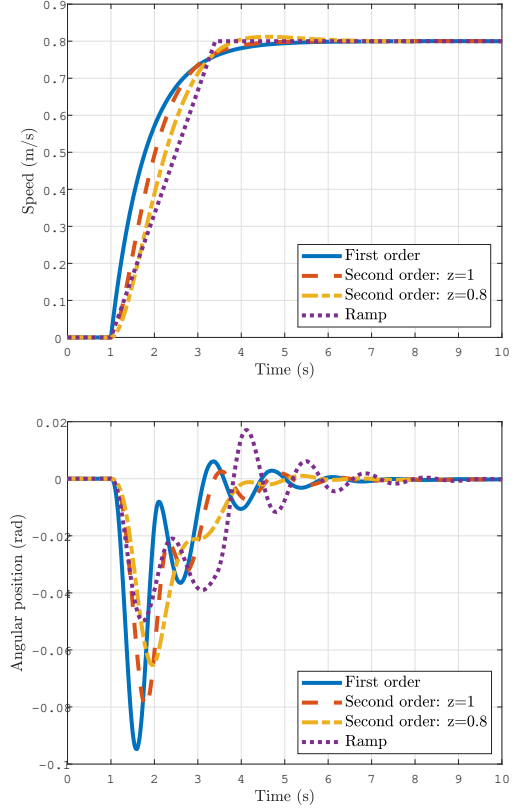 0.9
0.8
0.7
0.6
0.5
0.4
0.3
0.2
0.1
0
Speed (m/s)
First order
Second order: z=1
Second order: z=0.8
Ramp
0 1 2 3 4 5 6 7 8 9 10
Time (s)
0.02
0
-0.02
-0.04
-0.06
-0.08
-0.1
Angular position (rad)
First order
Second order: z=1
Second order: z=0.8
Ramp
0 1 2 3 4 5 6 7 8 9 10
Time (s)